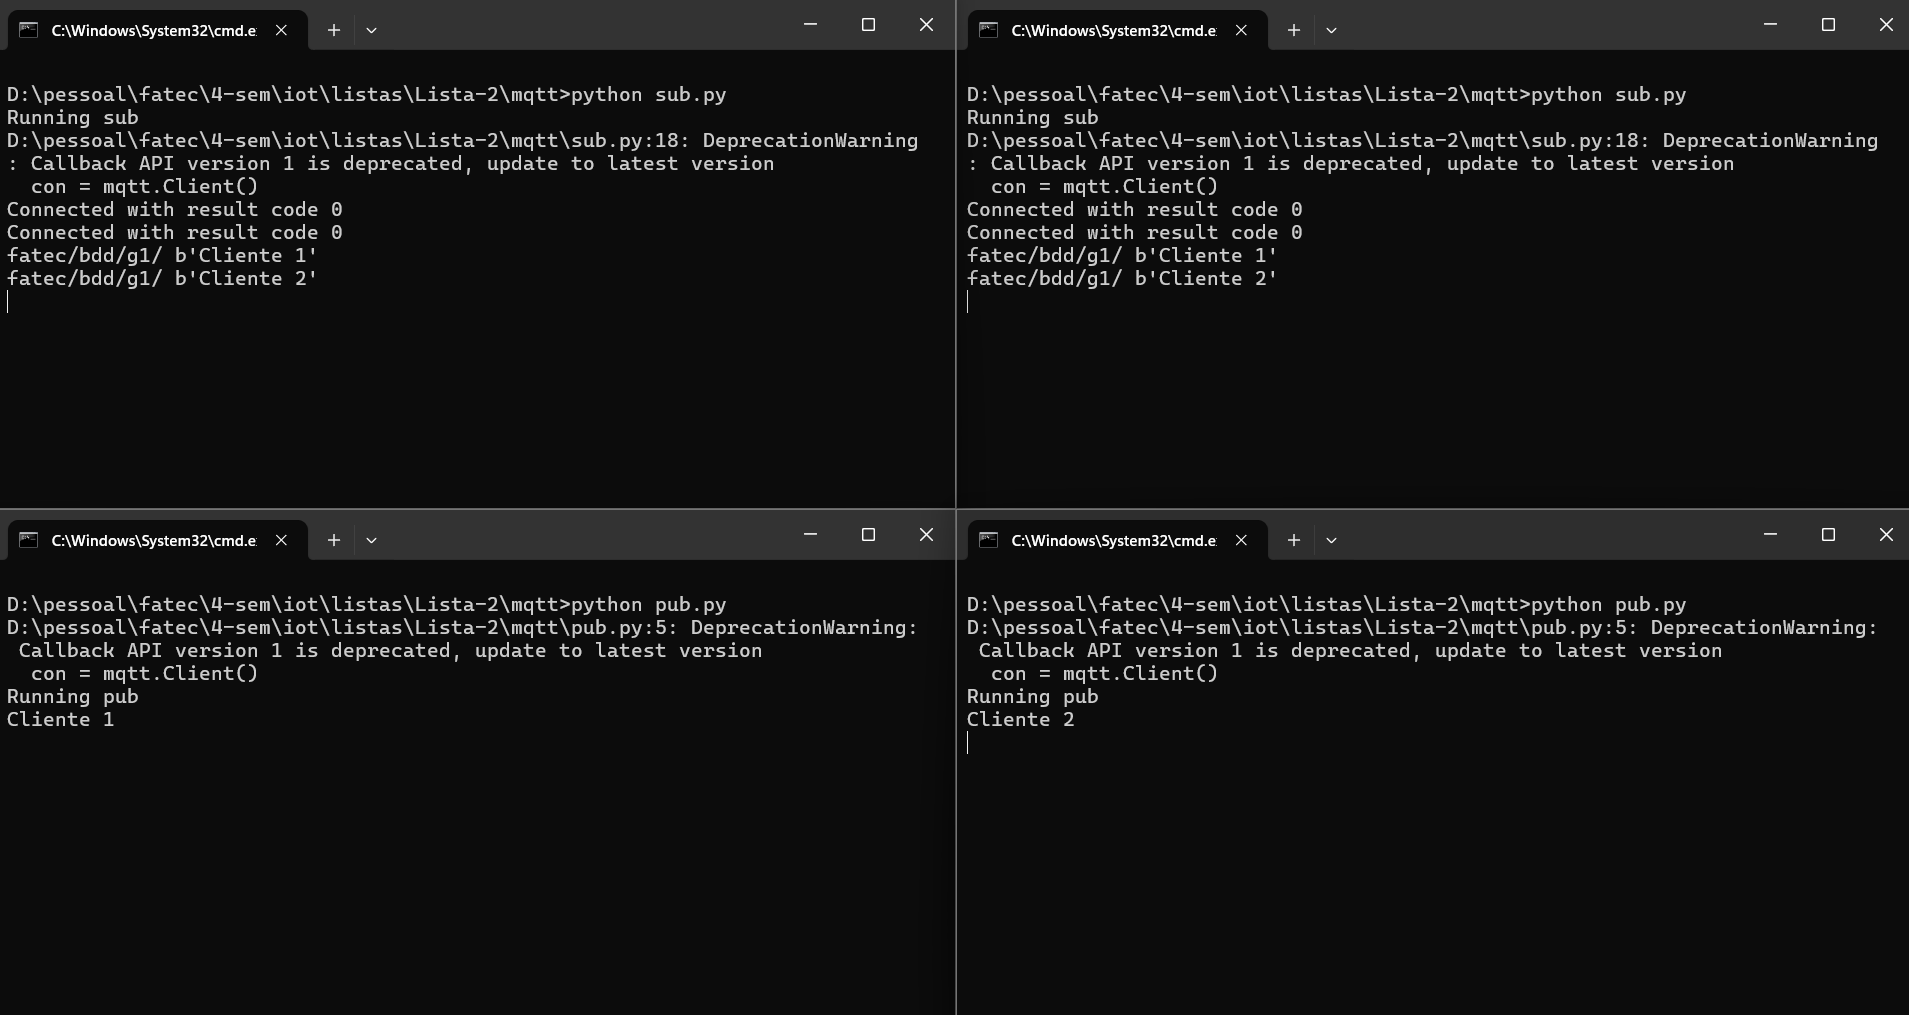 C:\Windows\System32\cmd.e
D:\pessoal\fatec\4-sem\iot\listas\Lista-2\mqtt>python sub.py
Running sub
D:\pessoal\fatec\4-sem\iot\listas\Lista-2\mqtt\sub.py:18: DeprecationWarning
: Callback API version 1 is deprecated, update to latest version
  con = mqtt.Client()
Connected with result code 0
Connected with result code 0
fatec/bdd/g1/ b'Cliente 1'
fatec/bdd/g1/ b'Cliente 2'
C:\Windows\System32\cmd.e
D:\pessoal\fatec\4-sem\iot\listas\Lista-2\mqtt>python sub.py
Running sub
D:\pessoal\fatec\4-sem\iot\listas\Lista-2\mqtt\sub.py:18: DeprecationWarning
: Callback API version 1 is deprecated, update to latest version
  con = mqtt.Client()
Connected with result code 0
Connected with result code 0
fatec/bdd/g1/ b'Cliente 1'
fatec/bdd/g1/ b'Cliente 2'
C:\Windows\System32\cmd.e
D:\pessoal\fatec\4-sem\iot\listas\Lista-2\mqtt>python pub.py
D:\pessoal\fatec\4-sem\iot\listas\Lista-2\mqtt\pub.py:5: DeprecationWarning:
 Callback API version 1 is deprecated, update to latest version
  con = mqtt.Client()
Running pub
Cliente 1
C:\Windows\System32\cmd.e
D:\pessoal\fatec\4-sem\iot\listas\Lista-2\mqtt>python pub.py
D:\pessoal\fatec\4-sem\iot\listas\Lista-2\mqtt\pub.py:5: DeprecationWarning:
 Callback API version 1 is deprecated, update to latest version
  con = mqtt.Client()
Running pub
Cliente 2